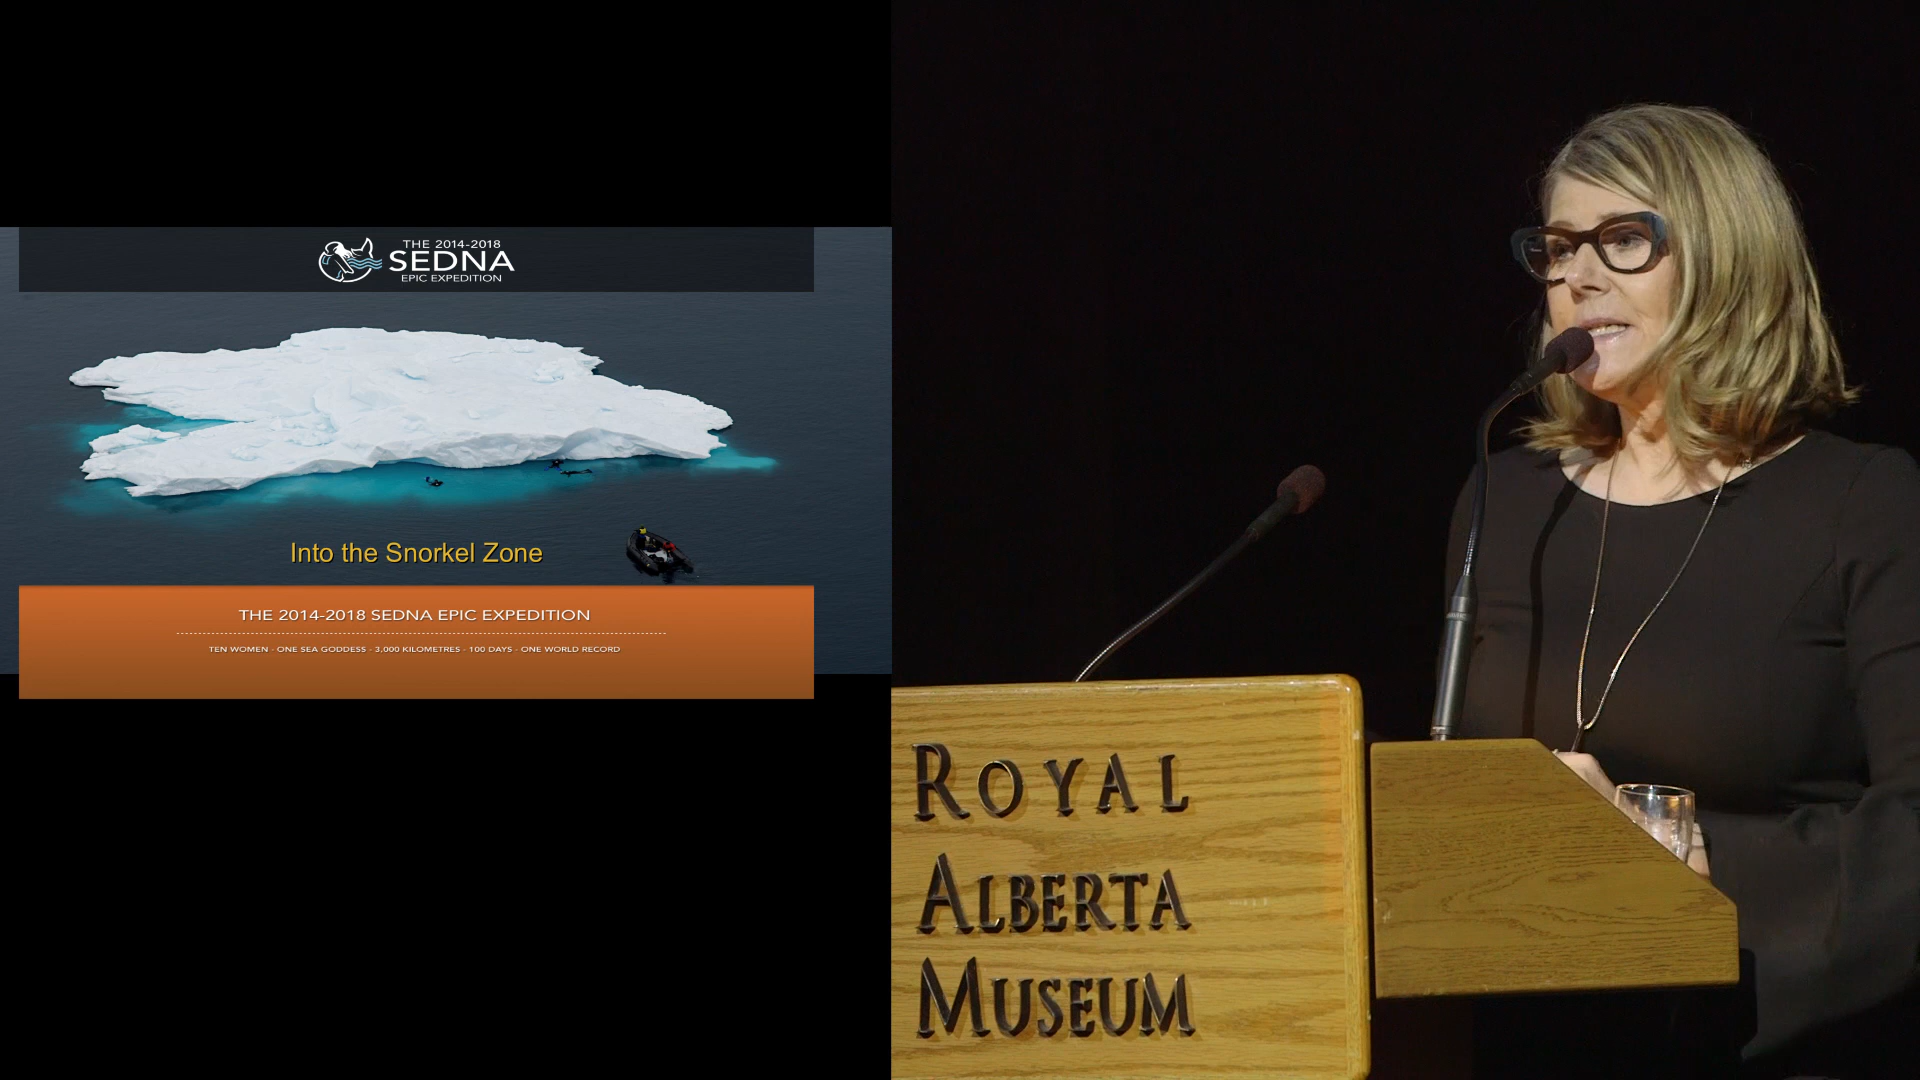 THE 2014-2018
SEDNA
EPIC EXPEDITION
Into the Snorkel Zone
THE 2014-2018 SEDNA EPIC EXPEDITION
TEN WOMEN - ONE SEA GODDESS - 3,000 KILOMETRES - 100 DAYS - ONE WORLD RECORD
ROYAL
ALBERTA
MUSEUM